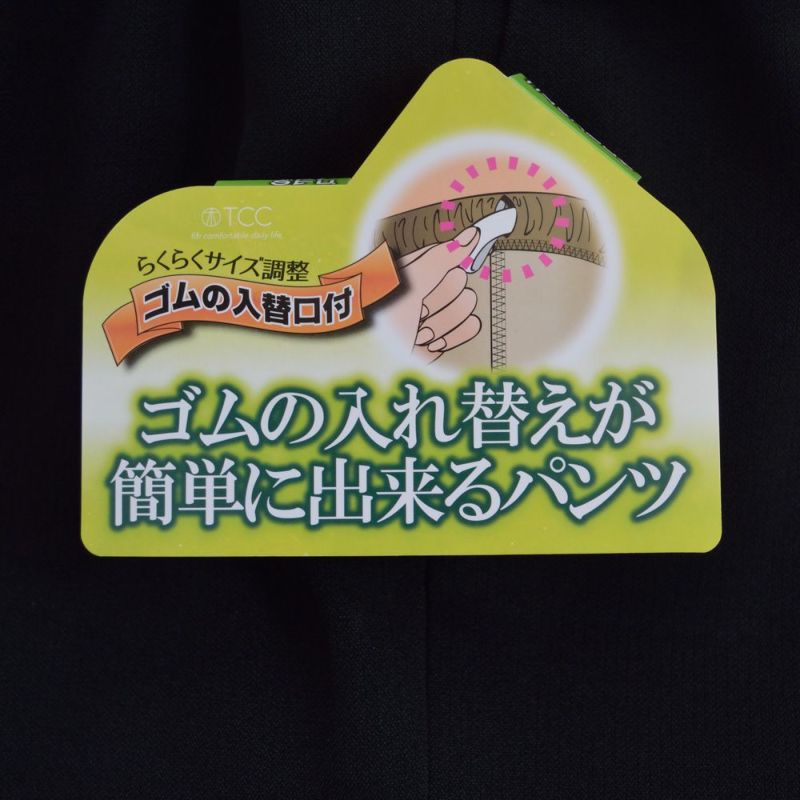 TCC
らくらくサイズ調整
ゴムの入替口付
ゴムの入れ替えが
簡単に出来るパンツ